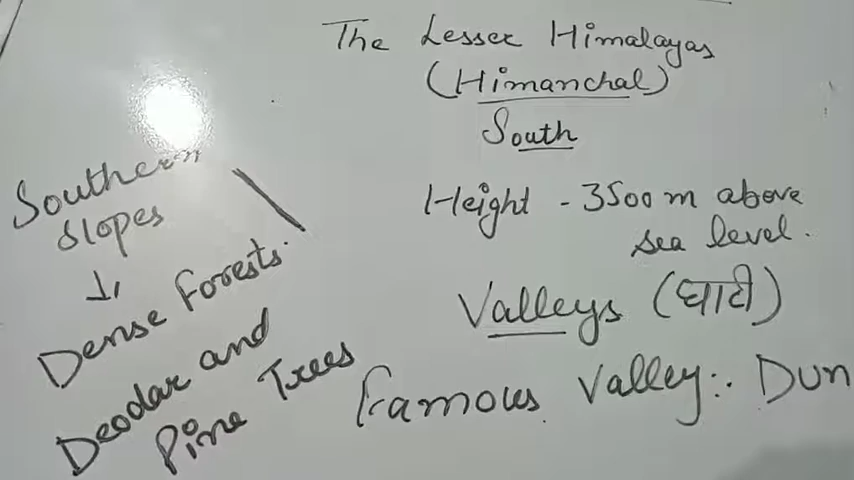 The Lesser Himalayas
(Himanchal)
South
Height - 3500 m above
sea level.
Valleys (घाटी)
Famous Valley:. Dun
Southern
Slopes
Dense Forests.
Deodar and
Pine Trees